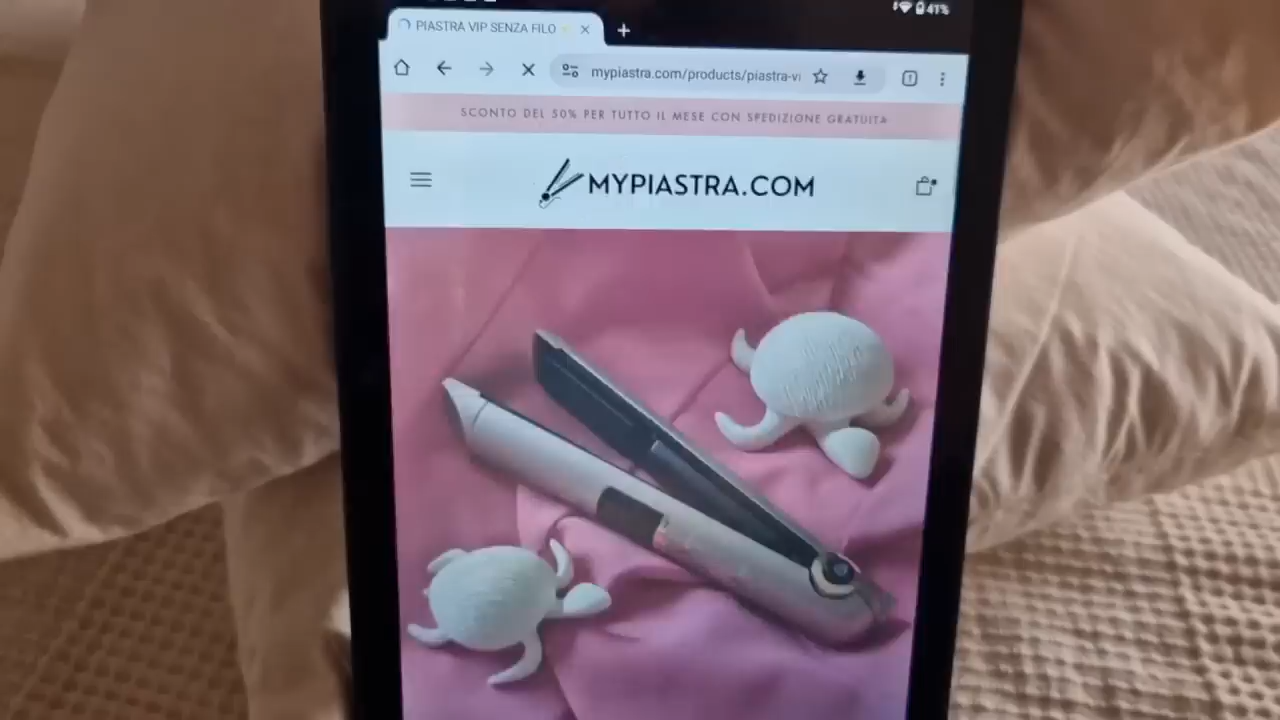 41%
PIASTRA VIP SENZA FILO
mypiastra.com/products/piastra-vi
SCONTO DEL 50% PER TUTTO IL MESE CON SPEDIZIONE GRATUITA
MYPIASTRA.COM